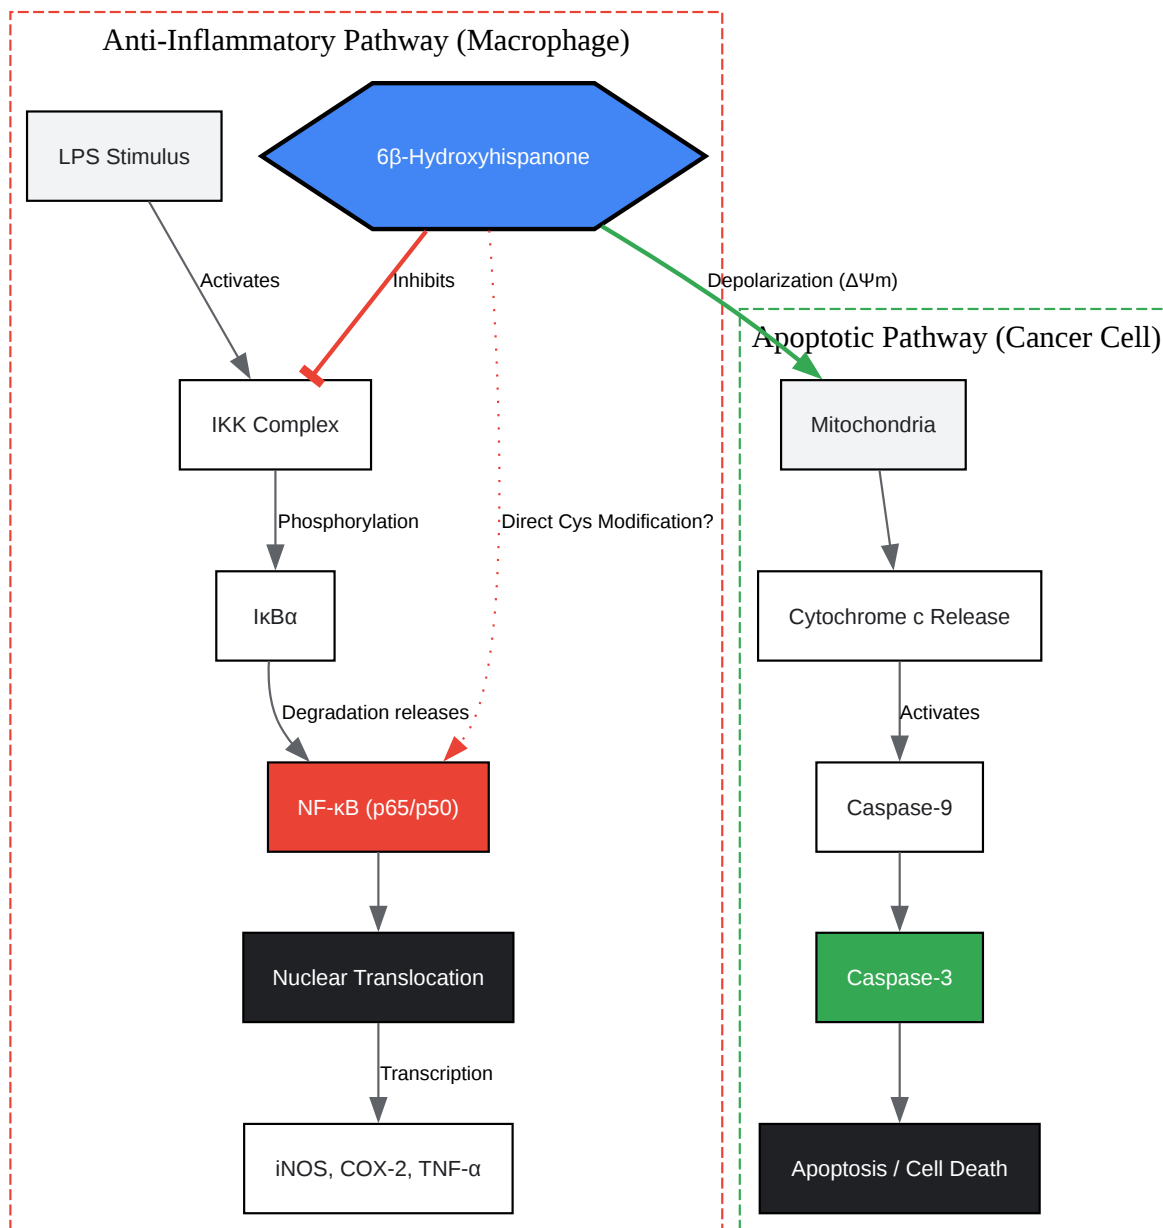 Anti-Inflammatory Pathway (Macrophage)
LPS Stimulus
6β-Hydroxyhispanone
Activates
Inhibits
Depolarization (ΔΨm)
Apoptotic Pathway (Cancer Cell)
IKK Complex
Mitochondria
Phosphorylation
Direct Cys Modification?
IκBα
Cytochrome c Release
Degradation releases
Activates
NF-κB (p65/p50)
Caspase-9
Nuclear Translocation
Caspase-3
Transcription
iNOS, COX-2, TNF-α
Apoptosis / Cell Death